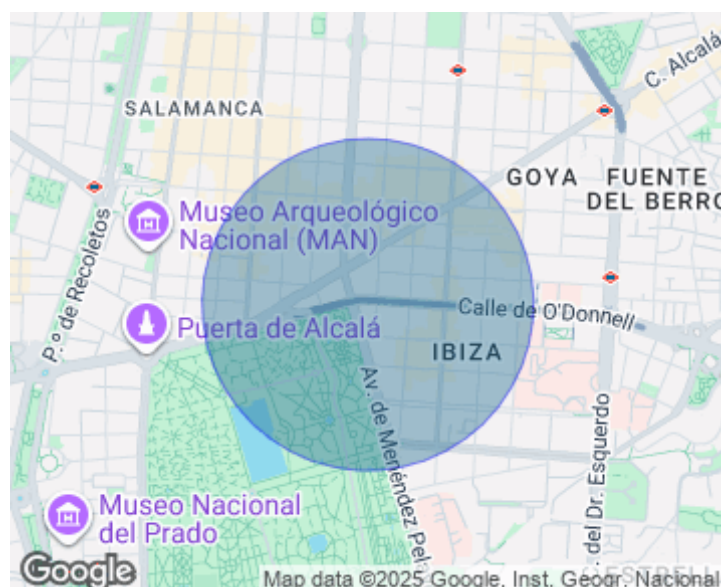 C. Alcalá
SALAMANCA
GOYA
FUENTE
DEL BERRO
Museo Arqueológico
Nacional (MAN)
P.º de Recoletos
Puerta de Alcalá
Calle de O'Donnell
IBIZA
Av. de Menéndez Pela
. del Dr. Esquerdo
Museo Nacional
del Prado
Google
Map data ©2025 Google, Inst. Geogr. Nacional